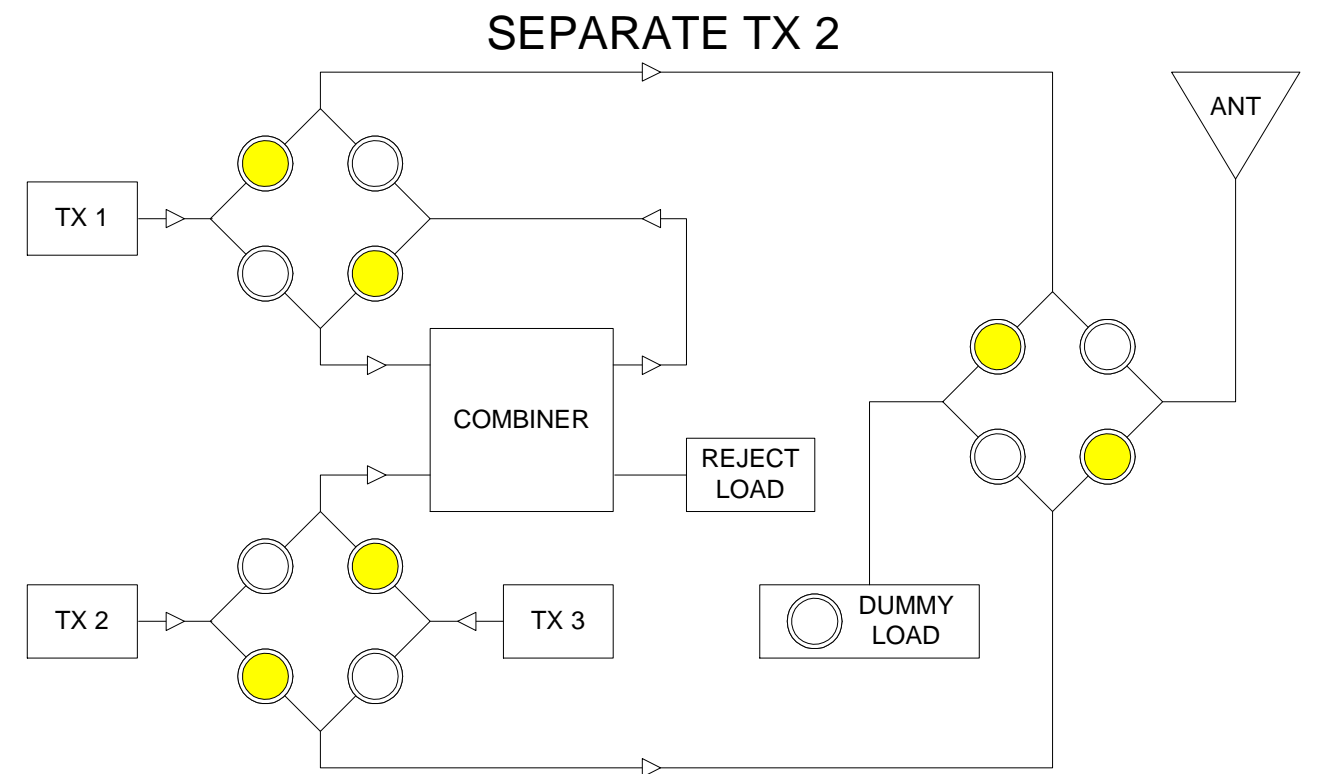 SEPARATE TX 2
ANT
TX 1
COMBINER
REJECT
LOAD
TX 2
TX 3
DUMMY
LOAD